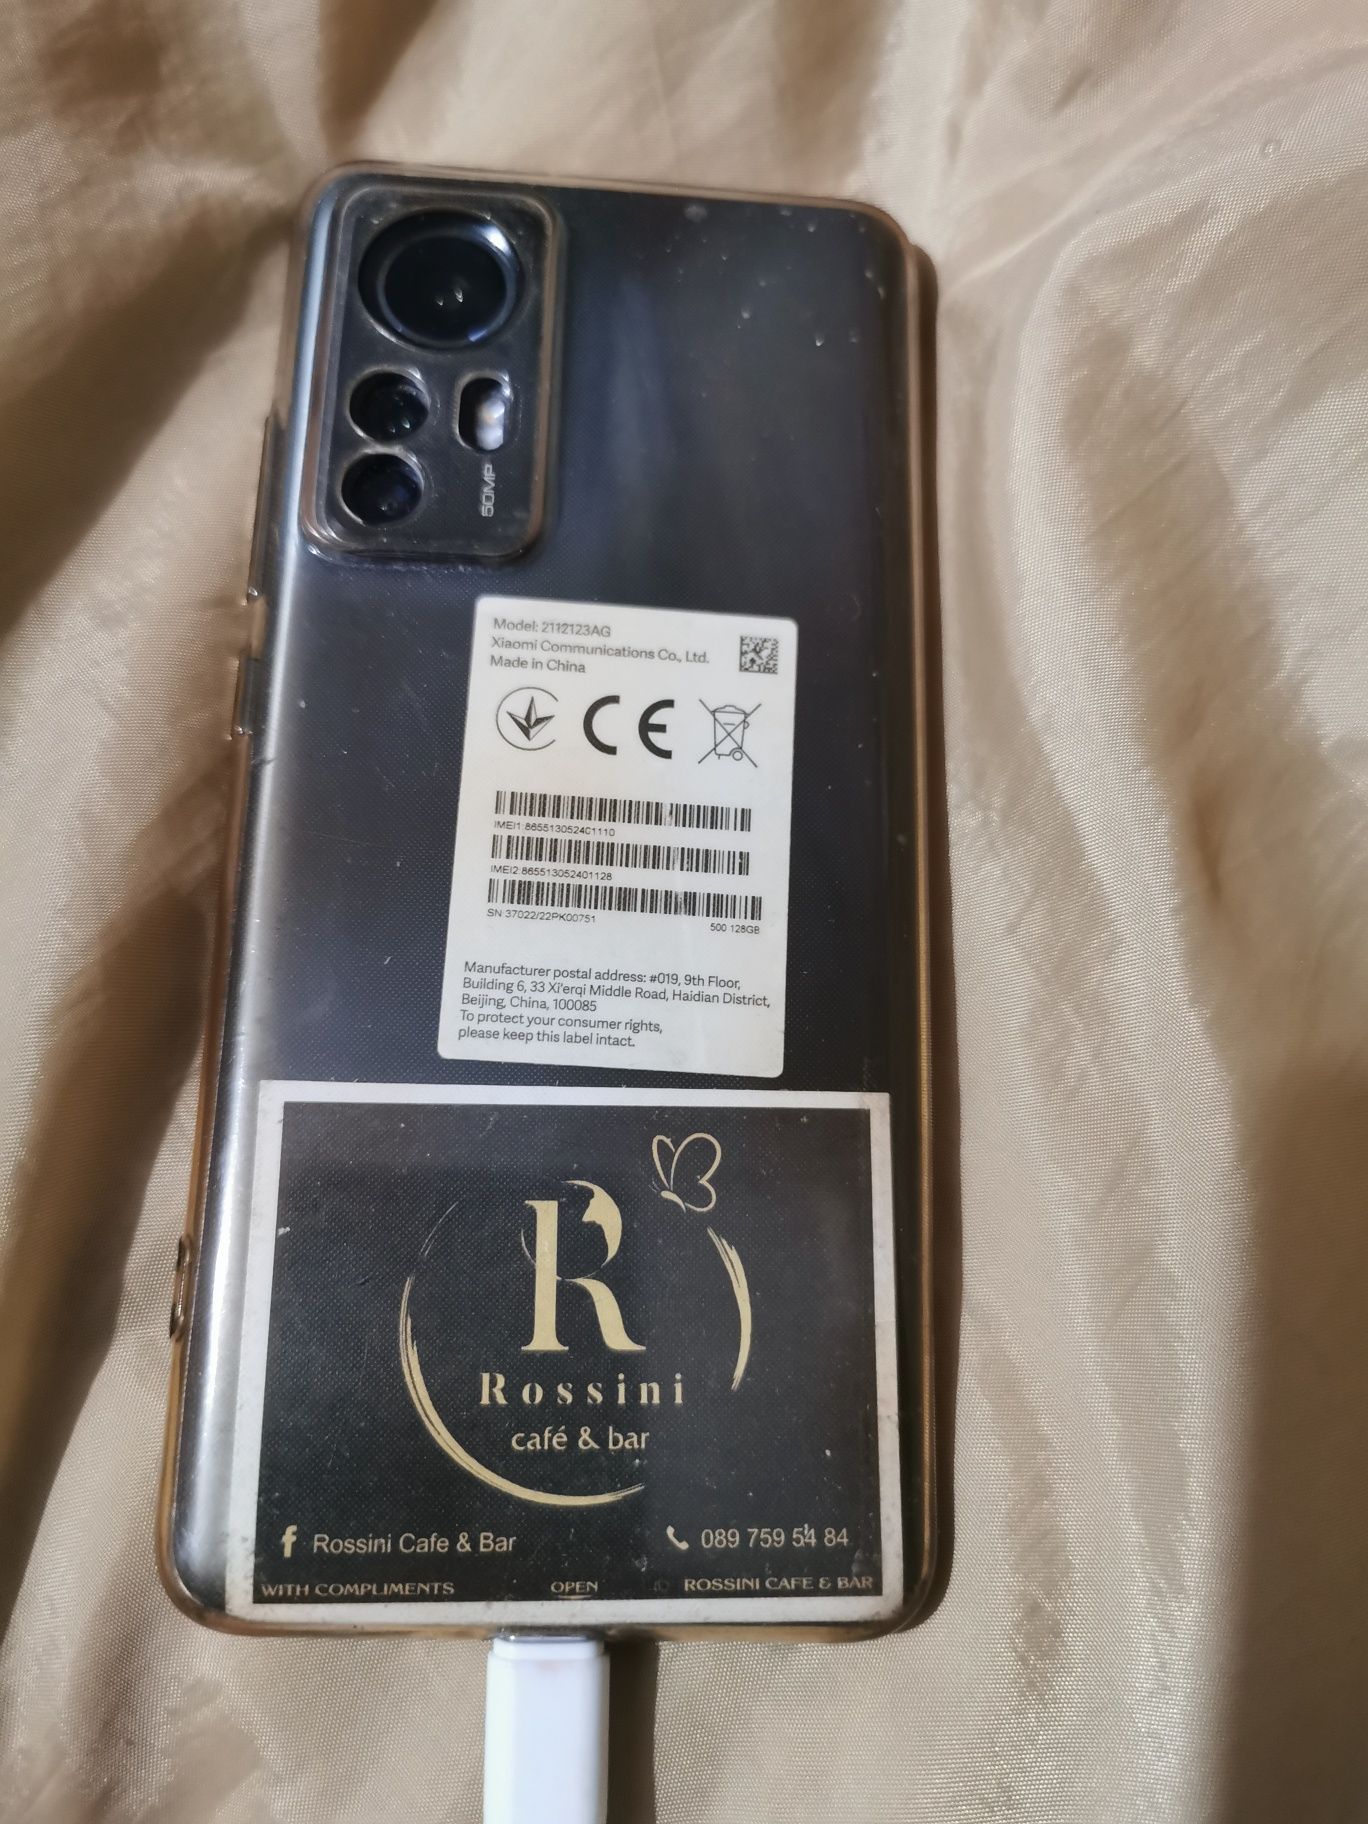 50MP
Model: 2112123AG
Xiaomi Communications Co., Ltd.
Made in China
CE
IMEI1:865513052401110
IMEI2:865513052401128
SN 37022/22PK00751
500 128GB
Manufacturer postal address: #019, 9th Floor,
Building 6, 33 Xi'erqi Middle Road, Haidian District,
Beijing, China, 100085
To protect your consumer rights,
please keep this label intact.
R
Rossini
café & bar
f Rossini Cafe & Bar
089 759 54 84
WITH COMPLIMENTS
OPEN
ROSSINI CAFE & BAR